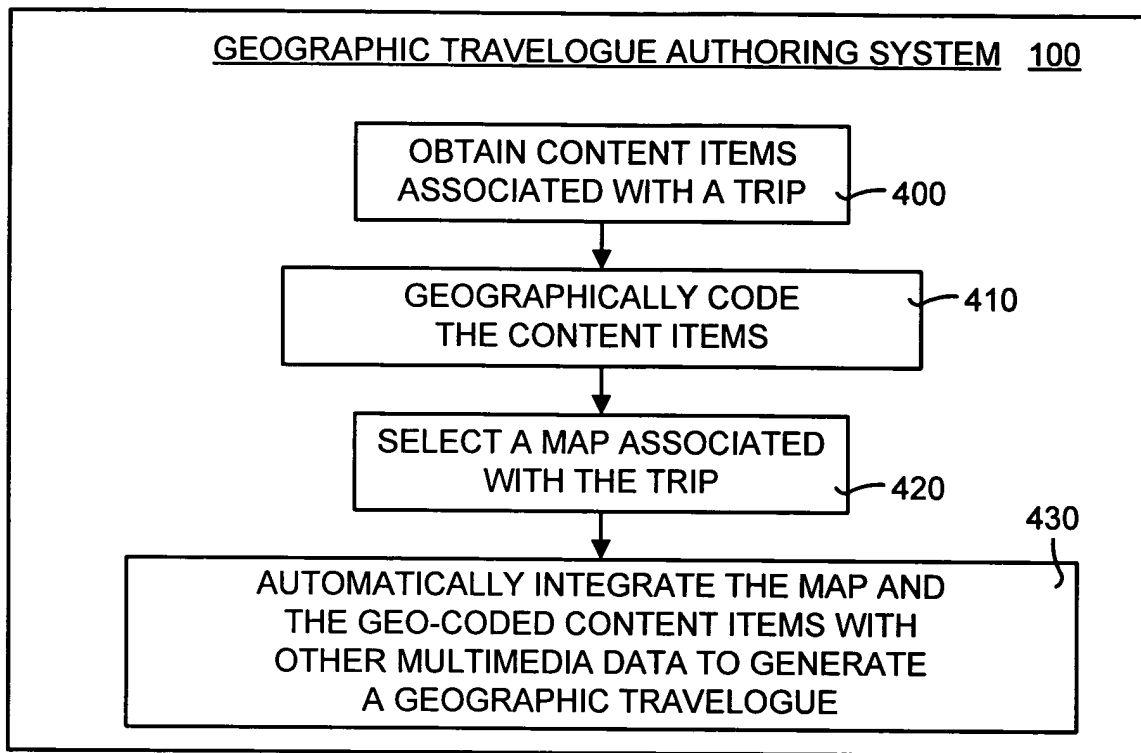 GEOGRAPHIC TRAVELOGUE AUTHORING SYSTEM 100
OBTAIN CONTENT ITEMS
ASSOCIATED WITH A TRIP
400
GEOGRAPHICALLY CODE
THE CONTENT ITEMS
410
SELECT A MAP ASSOCIATED
WITH THE TRIP
420
430
AUTOMATICALLY INTEGRATE THE MAP AND
THE GEO-CODED CONTENT ITEMS WITH
OTHER MULTIMEDIA DATA TO GENERATE
A GEOGRAPHIC TRAVELOGUE